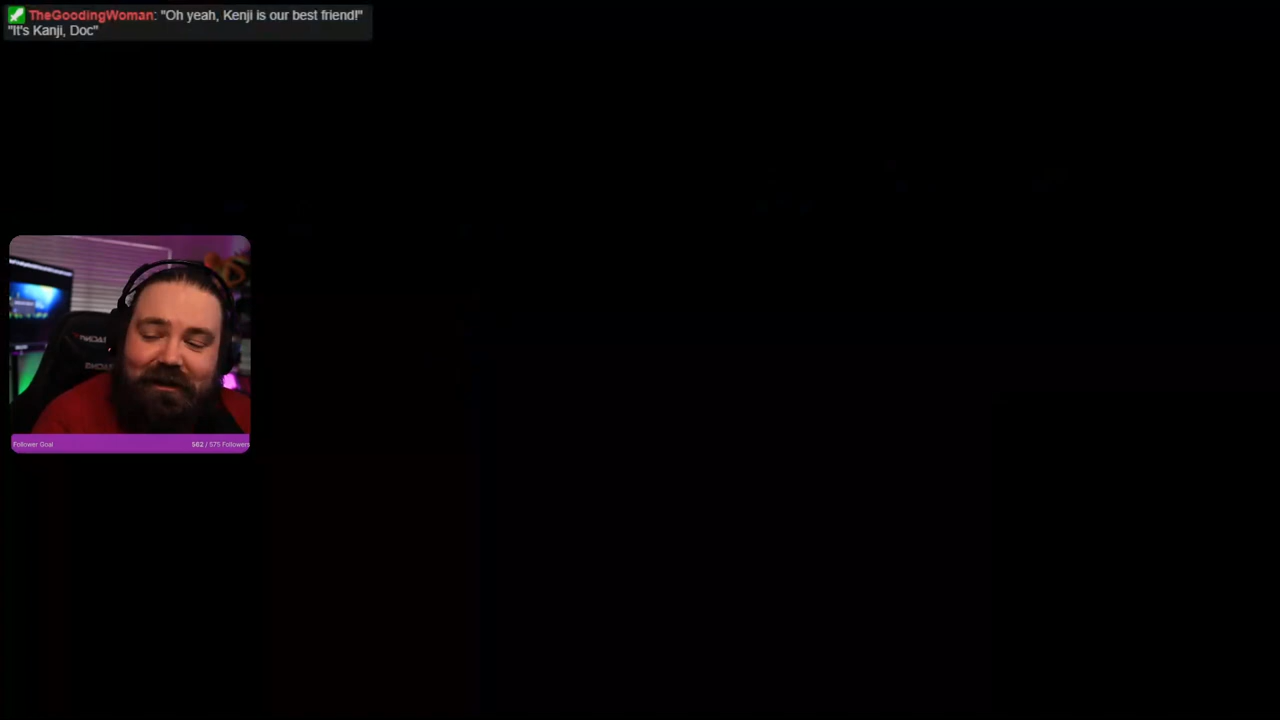 TheGoodingWoman: "Oh yeah, Kenji is our best friend!"
"It's Kanji, Doc"
Follower Goal 562 / 575 Followers